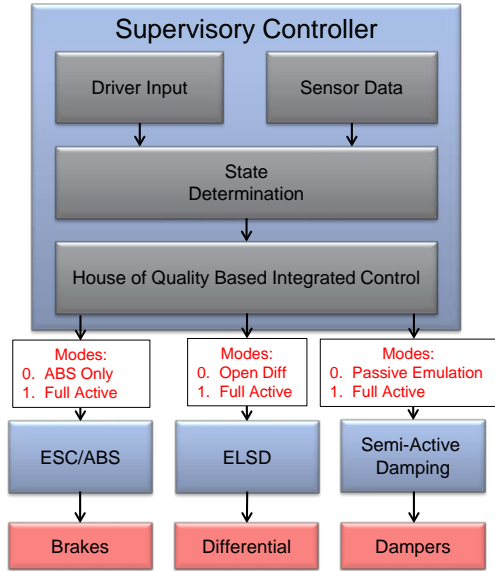 Supervisory Controller
Driver Input
Sensor Data
State
Determination
House of Quality Based Integrated Control
Modes:
0. ABS Only
1. Full Active
Modes:
0. Open Diff
1. Full Active
Modes:
0. Passive Emulation
1. Full Active
ESC/ABS
ELSD
Semi-Active
Damping
Brakes
Differential
Dampers